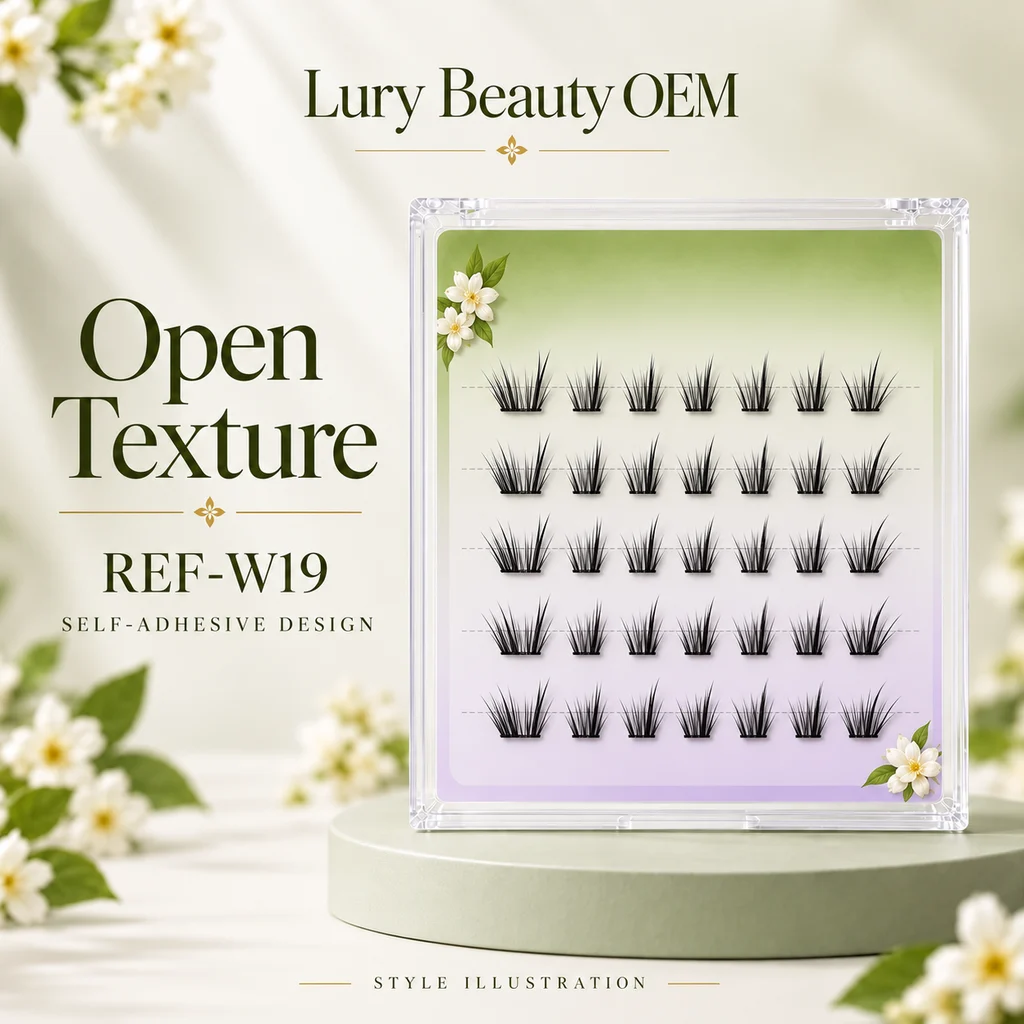 Lury Beauty OEM
Open
Texture
REF-W19
SELF-ADHESIVE DESIGN
STYLE ILLUSTRATION